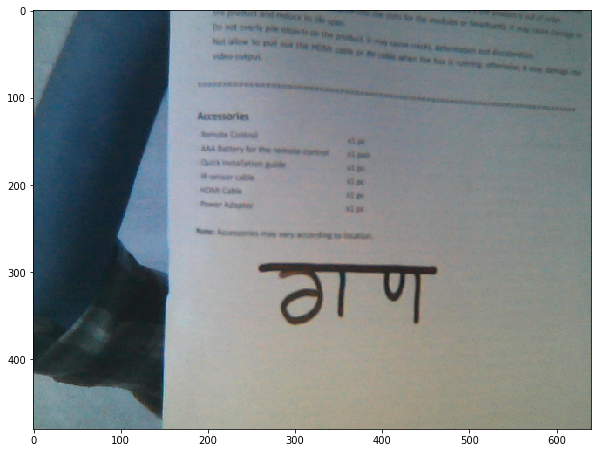 the product and reduce its life span.
Do not overly pile objects on the product, it may cause cracks, deformation and discoloration.
Not allow to pull out the HDMI cable or AV cable when the box is running, otherwise, it may damage the video output.
Accessories
Remote Control x1 pc
AAA Battery for the remote control x1 pair
Quick Installation guide x1 pc
IR sensor cable x1 pc
HDMI Cable x1 pc
Power Adapter x1 pc
Note: Accessories may vary according to location.
0
100
200
300
400
0 100 200 300 400 500 600